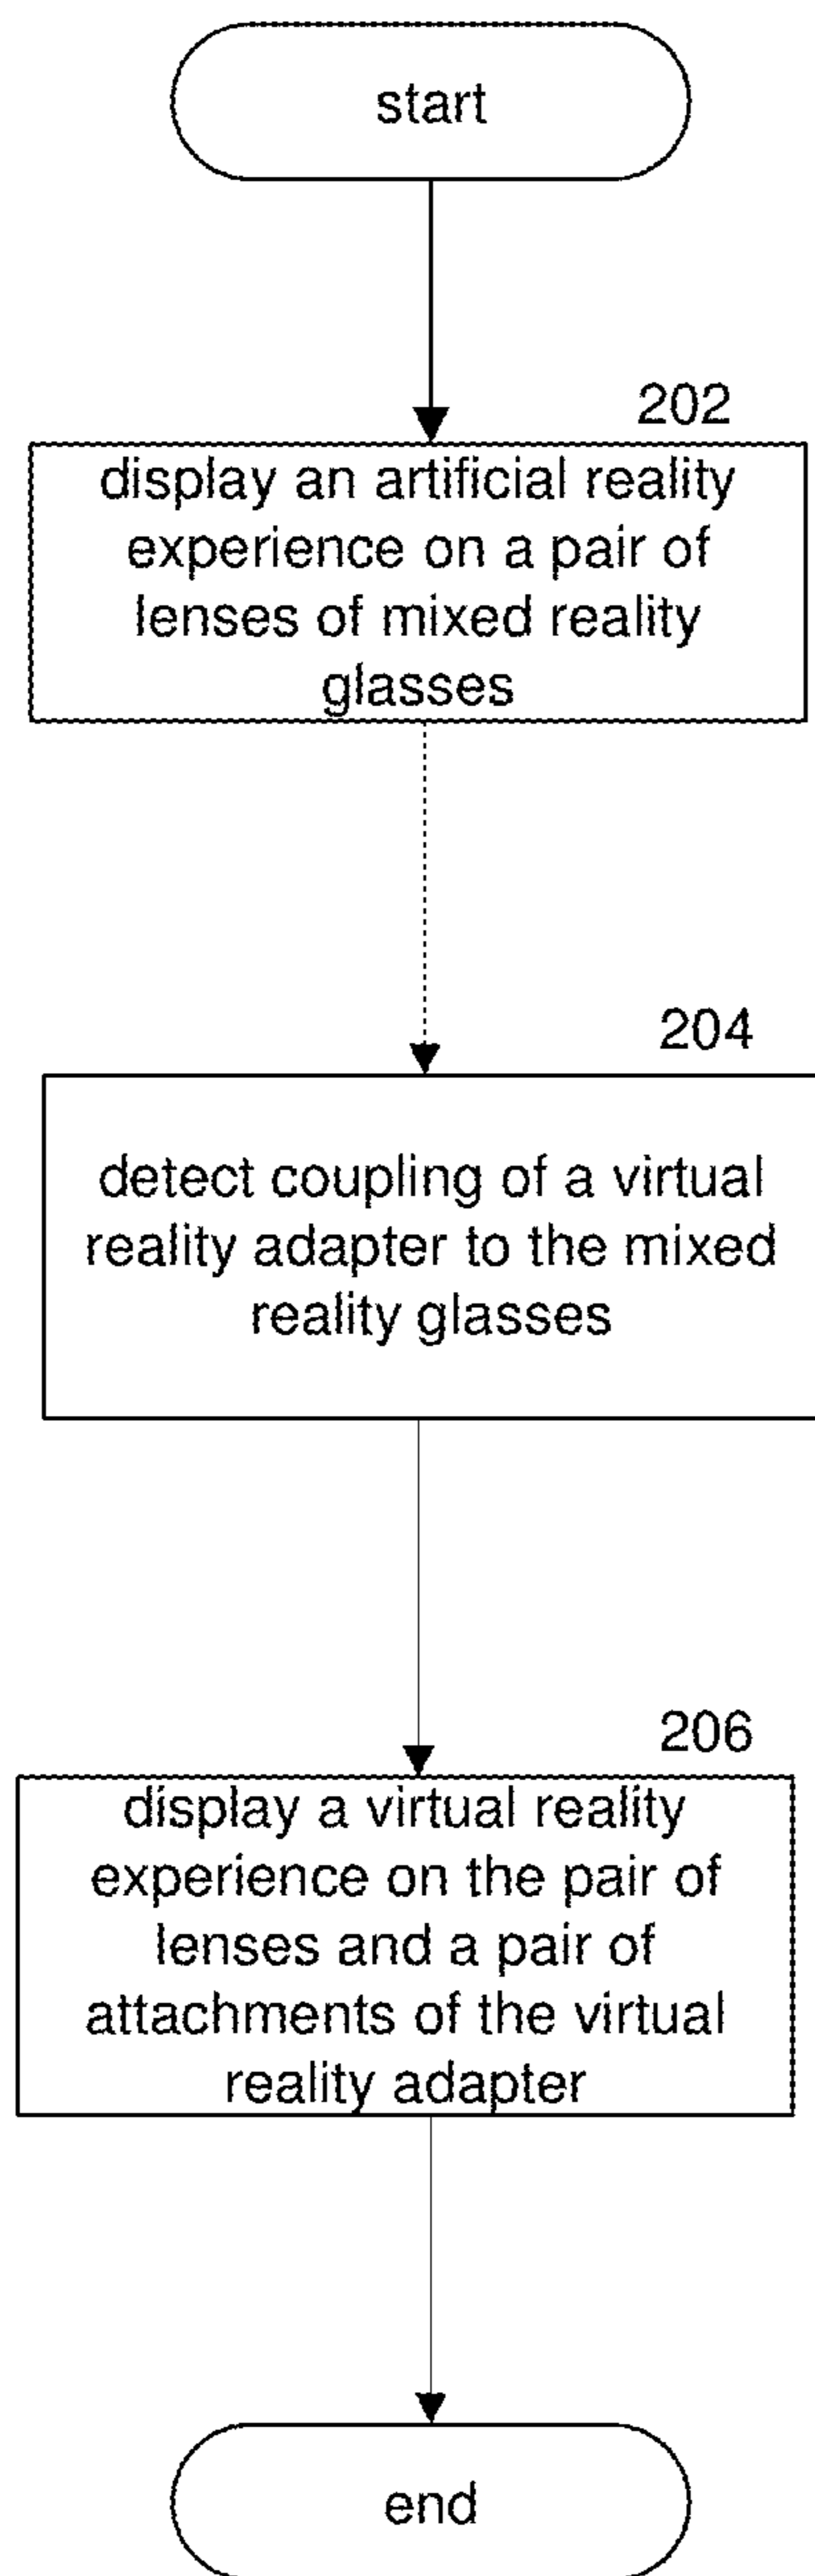 start
202
display an artificial reality
experience on a pair of
lenses of mixed reality
glasses
204
detect coupling of a virtual
reality adapter to the mixed
reality glasses
206
display a virtual reality
experience on the pair of
lenses and a pair of
attachments of the virtual
reality adapter
end